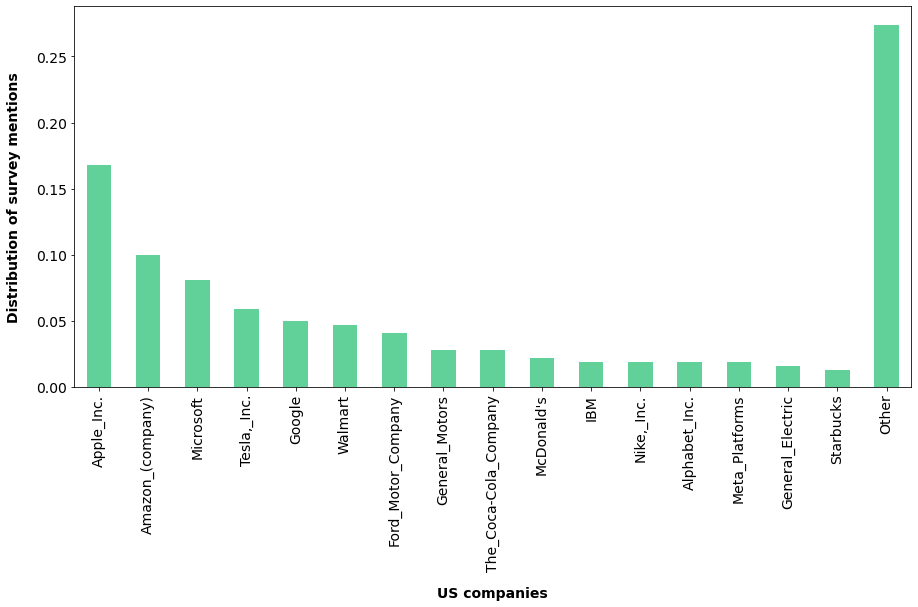 Distribution of survey mentions
0.25
0.20
0.15
0.10
0.05
0.00
Apple_Inc.
Amazon_(company)
Microsoft
Tesla,_Inc.
Google
Walmart
Ford_Motor_Company
General_Motors
The_Coca-Cola_Company
McDonald's
IBM
Nike,_Inc.
Alphabet_Inc.
Meta_Platforms
General_Electric
Starbucks
Other
US companies